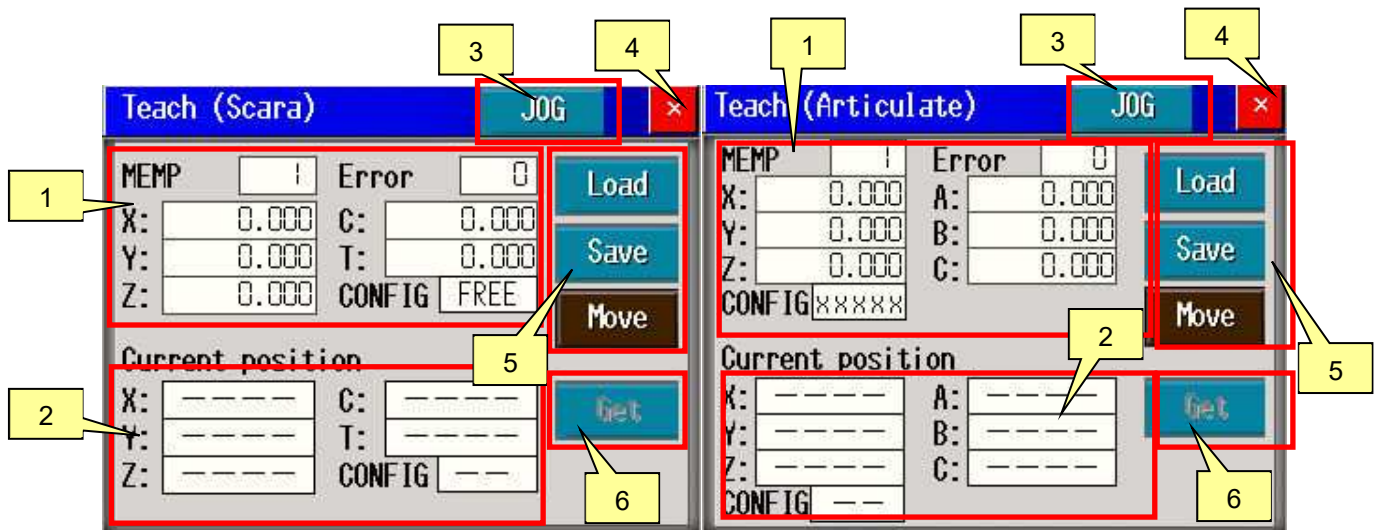 3
4
1
3
4
Teach (Scara) JOG ×
MEMP 1 Error 0
X: 0.000 C: 0.000
Y: 0.000 T: 0.000
Z: 0.000 CONFIG FREE
Load
Save
Move
1
5
Current position
X: ---- C: ----
Y: ---- T: ----
Z: ---- CONFIG --
Get
2
6
Teach (Articulate) JOG ×
MEMP 1 Error 0
X: 0.000 A: 0.000
Y: 0.000 B: 0.000
Z: 0.000 C: 0.000
CONFIG XXXXX
Load
Save
Move
2
5
Current position
X: ---- A: ----
Y: ---- B: ----
Z: ---- C: ----
CONFIG --
Get
6